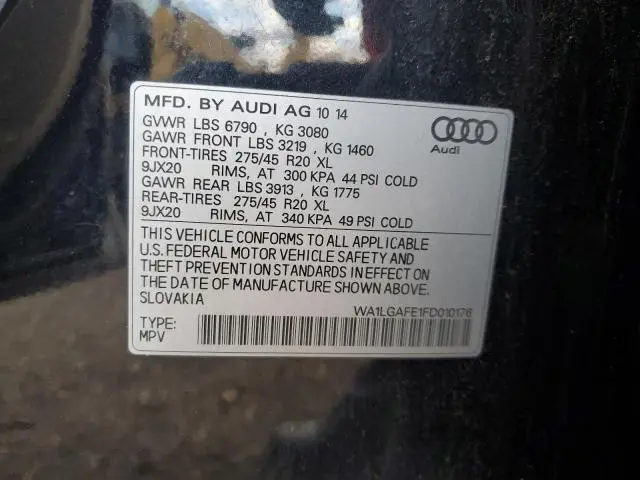 MFD. BY AUDI AG 10 14
GVWR LBS 6790 , KG 3080
GAWR FRONT LBS 3219 , KG 1460
FRONT-TIRES 275/45 R20 XL
9JX20 RIMS, AT 300 KPA 44 PSI COLD
GAWR REAR LBS 3913 , KG 1775
REAR-TIRES 275/45 R20 XL
9JX20 RIMS, AT 340 KPA 49 PSI COLD
Audi
THIS VEHICLE CONFORMS TO ALL APPLICABLE
U.S. FEDERAL MOTOR VEHICLE SAFETY AND
THEFT PREVENTION STANDARDS IN EFFECT ON
THE DATE OF MANUFACTURE SHOWN ABOVE.
SLOVAKIA
WA1LGAFE1FD010176
TYPE:
MPV